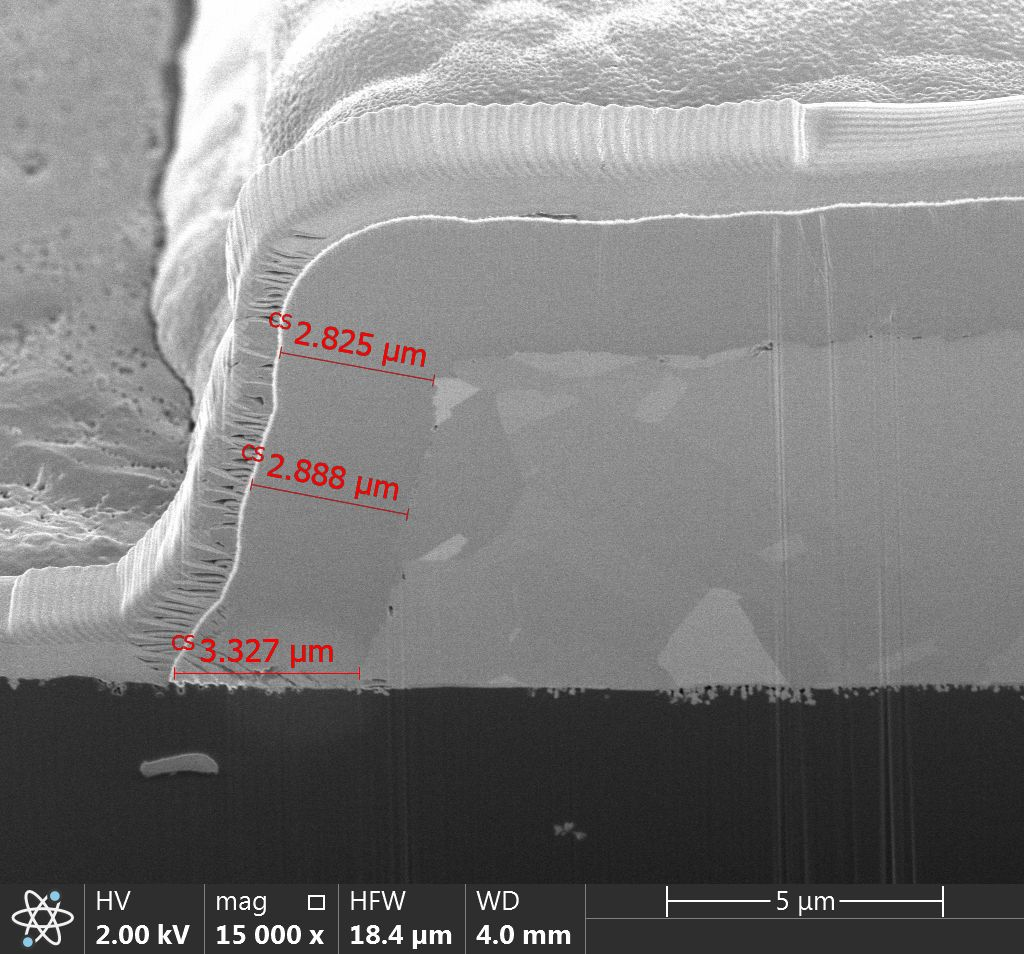 cs 2.825 µm
cs 2.888 µm
cs 3.327 µm
HV
2.00 kV
mag
15 000 x
HFW
18.4 µm
WD
4.0 mm
5 µm